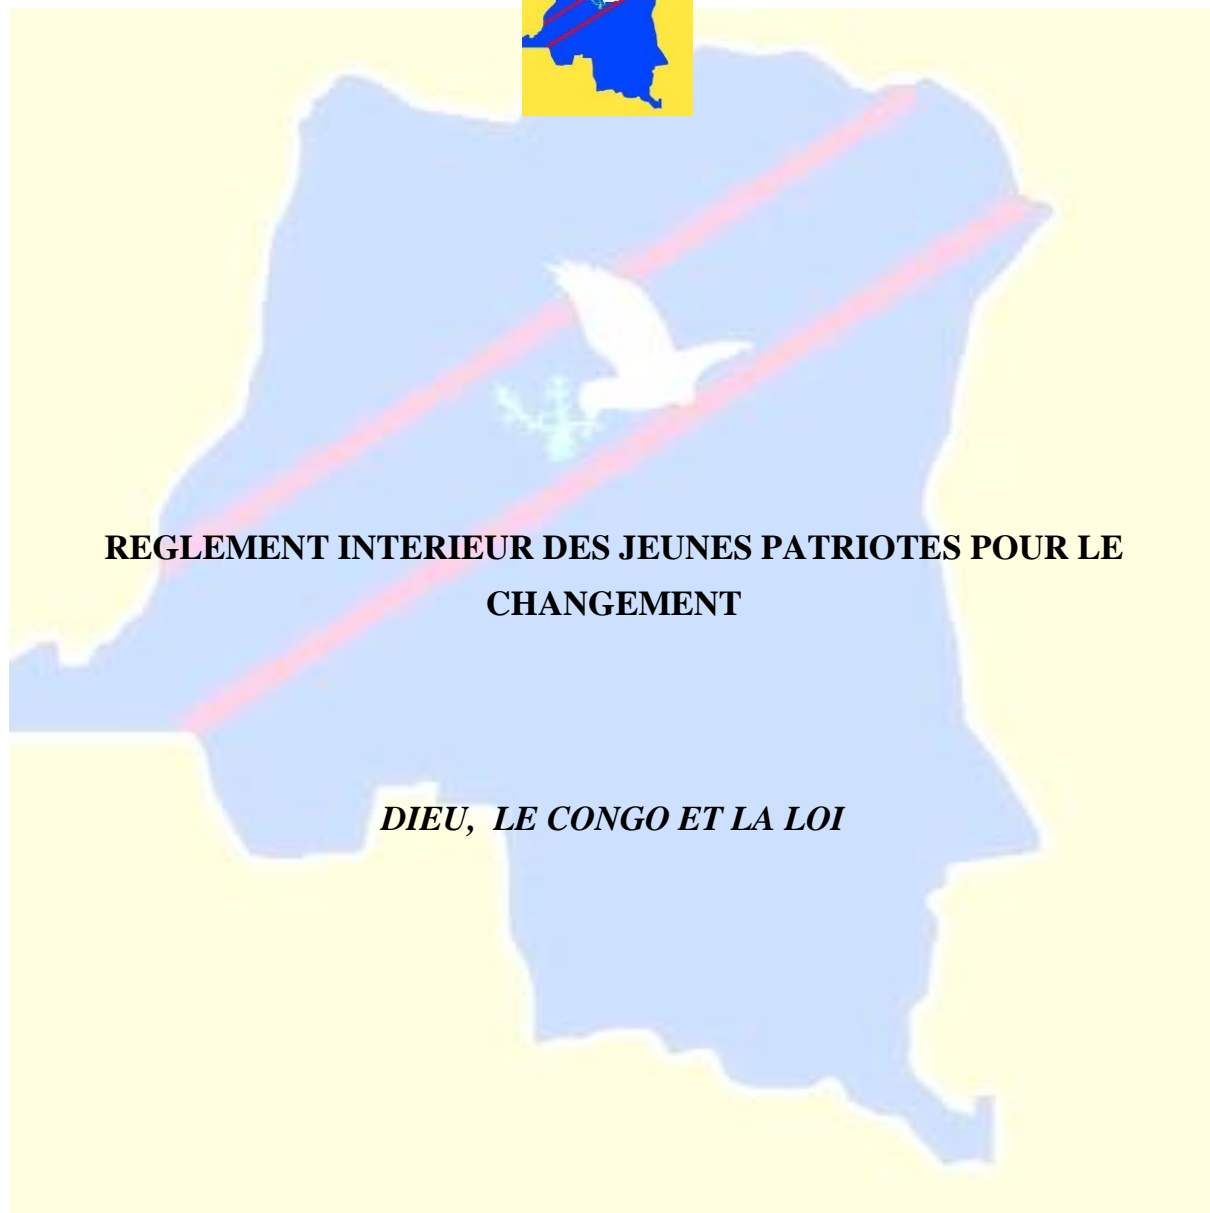 REGLEMENT INTERIEUR DES JEUNES PATRIOTES POUR LE
CHANGEMENT
DIEU, LE CONGO ET LA LOI